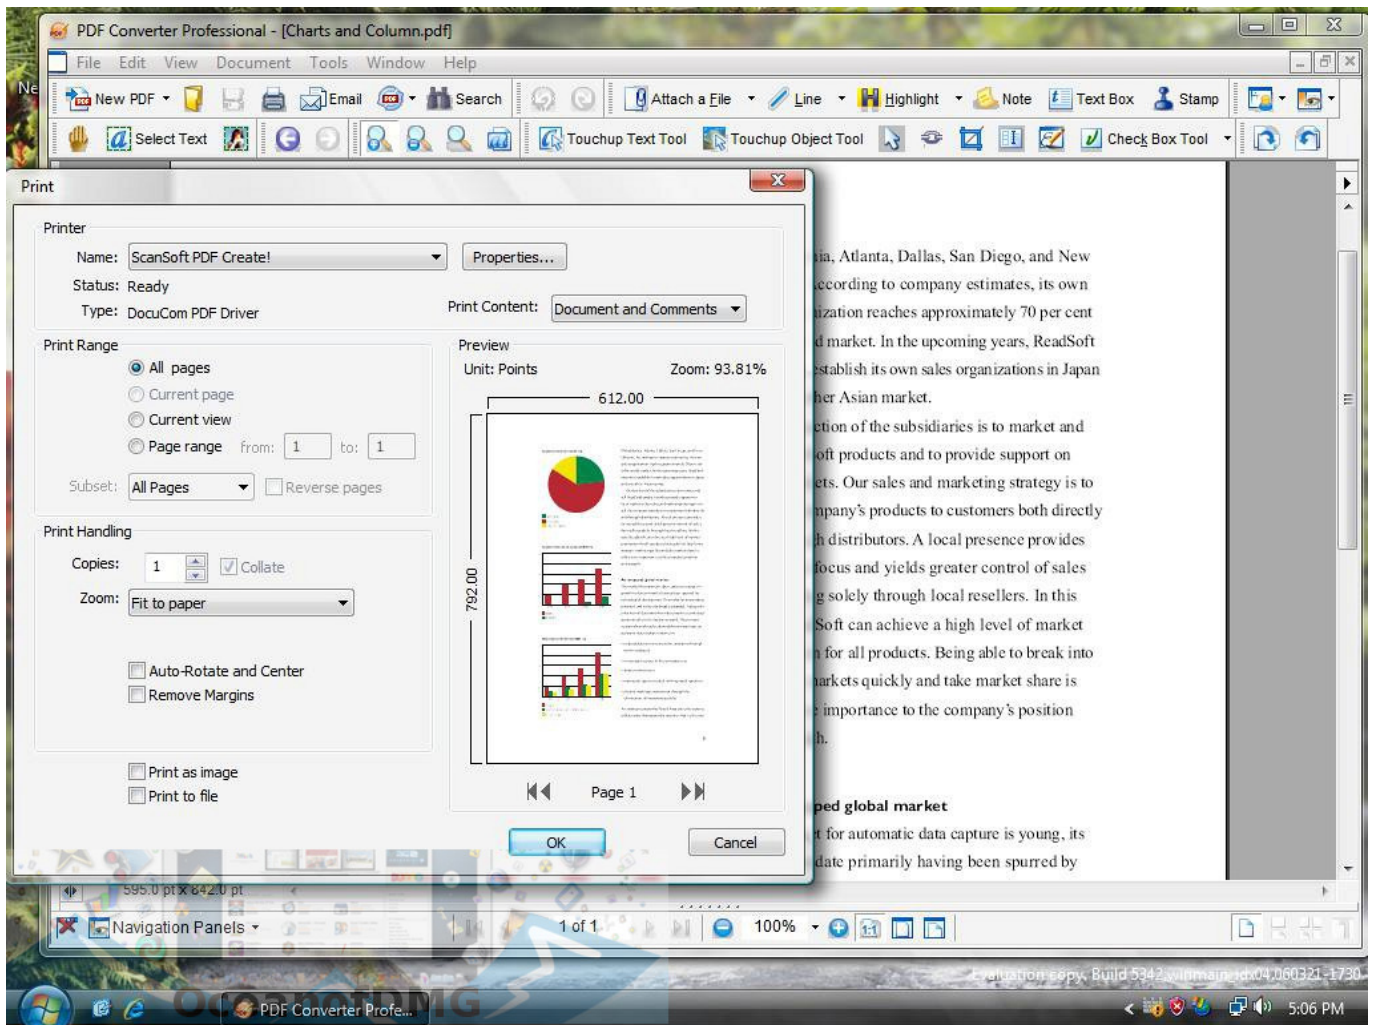 PDF Converter Professional - [Charts and Column.pdf]
File Edit View Document Tools Window Help
Ne
New PDF Email Search Attach a File Line Highlight Note Text Box Stamp
Select Text Touchup Text Tool Touchup Object Tool Check Box Tool
Print
Printer
Name: ScanSoft PDF Create! Properties...
Status: Ready
Type: DocuCom PDF Driver
Print Content: Document and Comments
Print Range
All pages
Current page
Current view
Page range from: 1 to: 1
Subset: All Pages Reverse pages
Print Handling
Copies: 1 Collate
Zoom: Fit to paper
Auto-Rotate and Center
Remove Margins
Print as image
Print to file
Preview
Unit: Points Zoom: 93.81%
612.00
792.00
Page 1
OK Cancel
nia, Atlanta, Dallas, San Diego, and New
ccording to company estimates, its own
ization reaches approximately 70 per cent
d market. In the upcoming years, ReadSoft
establish its own sales organizations in Japan
her Asian market.
ction of the subsidiaries is to market and
oft products and to provide support on
ets. Our sales and marketing strategy is to
mpany's products to customers both directly
h distributors. A local presence provides
focus and yields greater control of sales
g solely through local resellers. In this
Soft can achieve a high level of market
n for all products. Being able to break into
arkets quickly and take market share is
e importance to the company's position
h.
ped global market
t for automatic data capture is young, its
date primarily having been spurred by
595.0 pt x 842.0 pt
Navigation Panels 1 of 1 100% 1:1
Evaluation copy. Build 5342.winmain_idx04.060321-1730
OceanofDMG
PDF Converter Profe... 5:06 PM